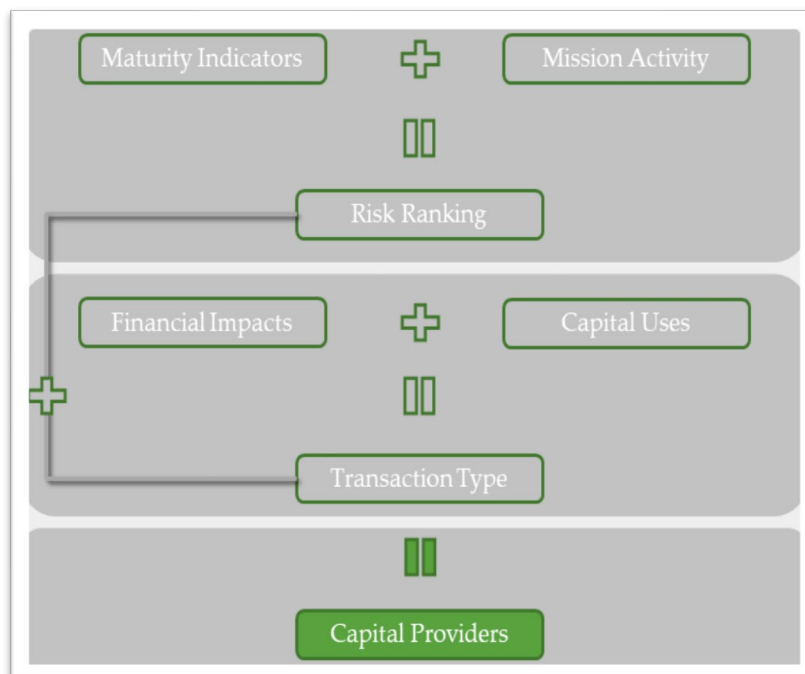 Maturity Indicators
Mission Activity
Risk Ranking
Financial Impacts
Capital Uses
Transaction Type
Capital Providers